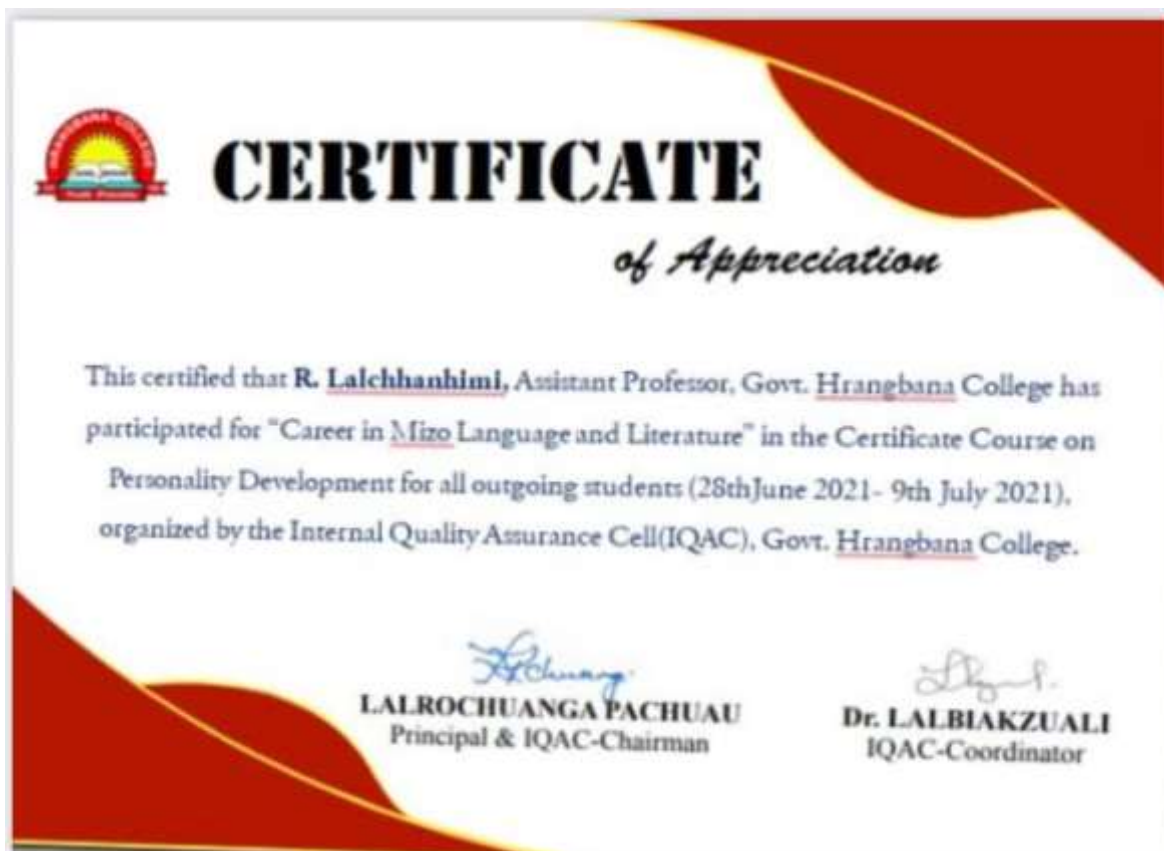 HRANGBANA COLLEGE
CERTIFICATE
of Appreciation
This certified that R. Lalchhanhimi, Assistant Professor, Govt. Hrangbana College has
participated for “Career in Mizo Language and Literature” in the Certificate Course on
Personality Development for all outgoing students (28thJune 2021- 9th July 2021),
organized by the Internal Quality Assurance Cell(IQAC), Govt. Hrangbana College.
LALROCHUANGA PACHUAU
Principal & IQAC-Chairman
Dr. LALBIAKZUALI
IQAC-Coordinator